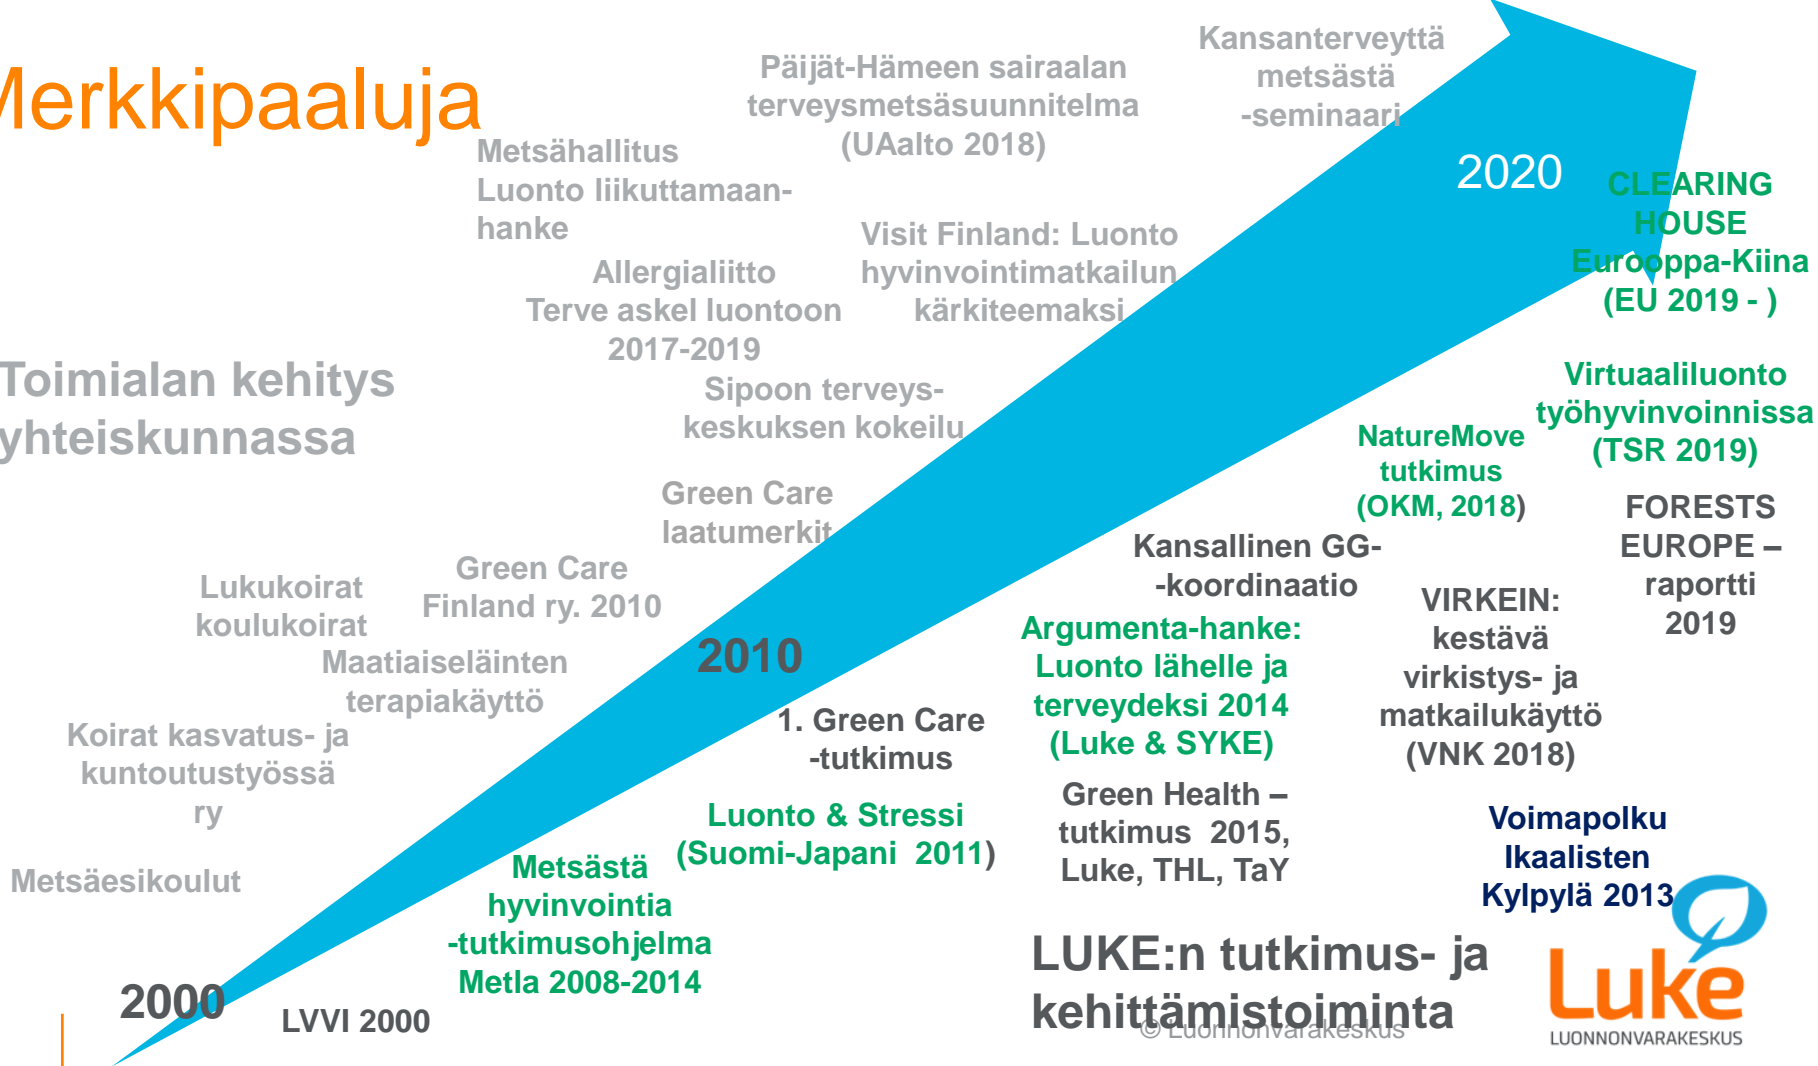 Merkkipaaluja
Kansanterveyttä
metsästä
-seminaari
Päijät-Hämeen sairaalan
terveysmetsäsuunnitelma
(UAalto 2018)
Metsähallitus
Luonto liikuttamaan-
hanke
Visit Finland: Luonto
hyvinvointimatkailun
kärkiteemaksi
Allergialiitto
Terve askel luontoon
2017-2019
Toimialan kehitys
yhteiskunnassa
Sipoon terveys-
keskuksen kokeilu
Green Care
laatumerkit
Green Care
Finland ry. 2010
Lukukoirat
koulukoirat
Maatiaiseläinten
terapiakäyttö
Koirat kasvatus- ja
kuntoutustyössä
ry
Metsäesikoulut
2000
2010
2020
CLEARING
HOUSE
Eurooppa-Kiina
(EU 2019 - )
Virtuaaliluonto
työhyvinvoinnissa
(TSR 2019)
NatureMove
tutkimus
(OKM, 2018)
FORESTS
EUROPE –
raportti
2019
Kansallinen GG-
-koordinaatio
VIRKEIN:
kestävä
virkistys- ja
matkailukäyttö
(VNK 2018)
Argumenta-hanke:
Luonto lähelle ja
terveydeksi 2014
(Luke & SYKE)
1. Green Care
-tutkimus
Green Health –
tutkimus 2015,
Luke, THL, TaY
Luonto & Stressi
(Suomi-Japani 2011)
Voimapolku
Ikaalisten
Kylpylä 2013
Metsästä
hyvinvointia
-tutkimusohjelma
Metla 2008-2014
LVVI 2000
LUKE:n tutkimus- ja
kehittämistoiminta
© Luonnonvarakeskus
Luke
LUONNONVARAKESKUS